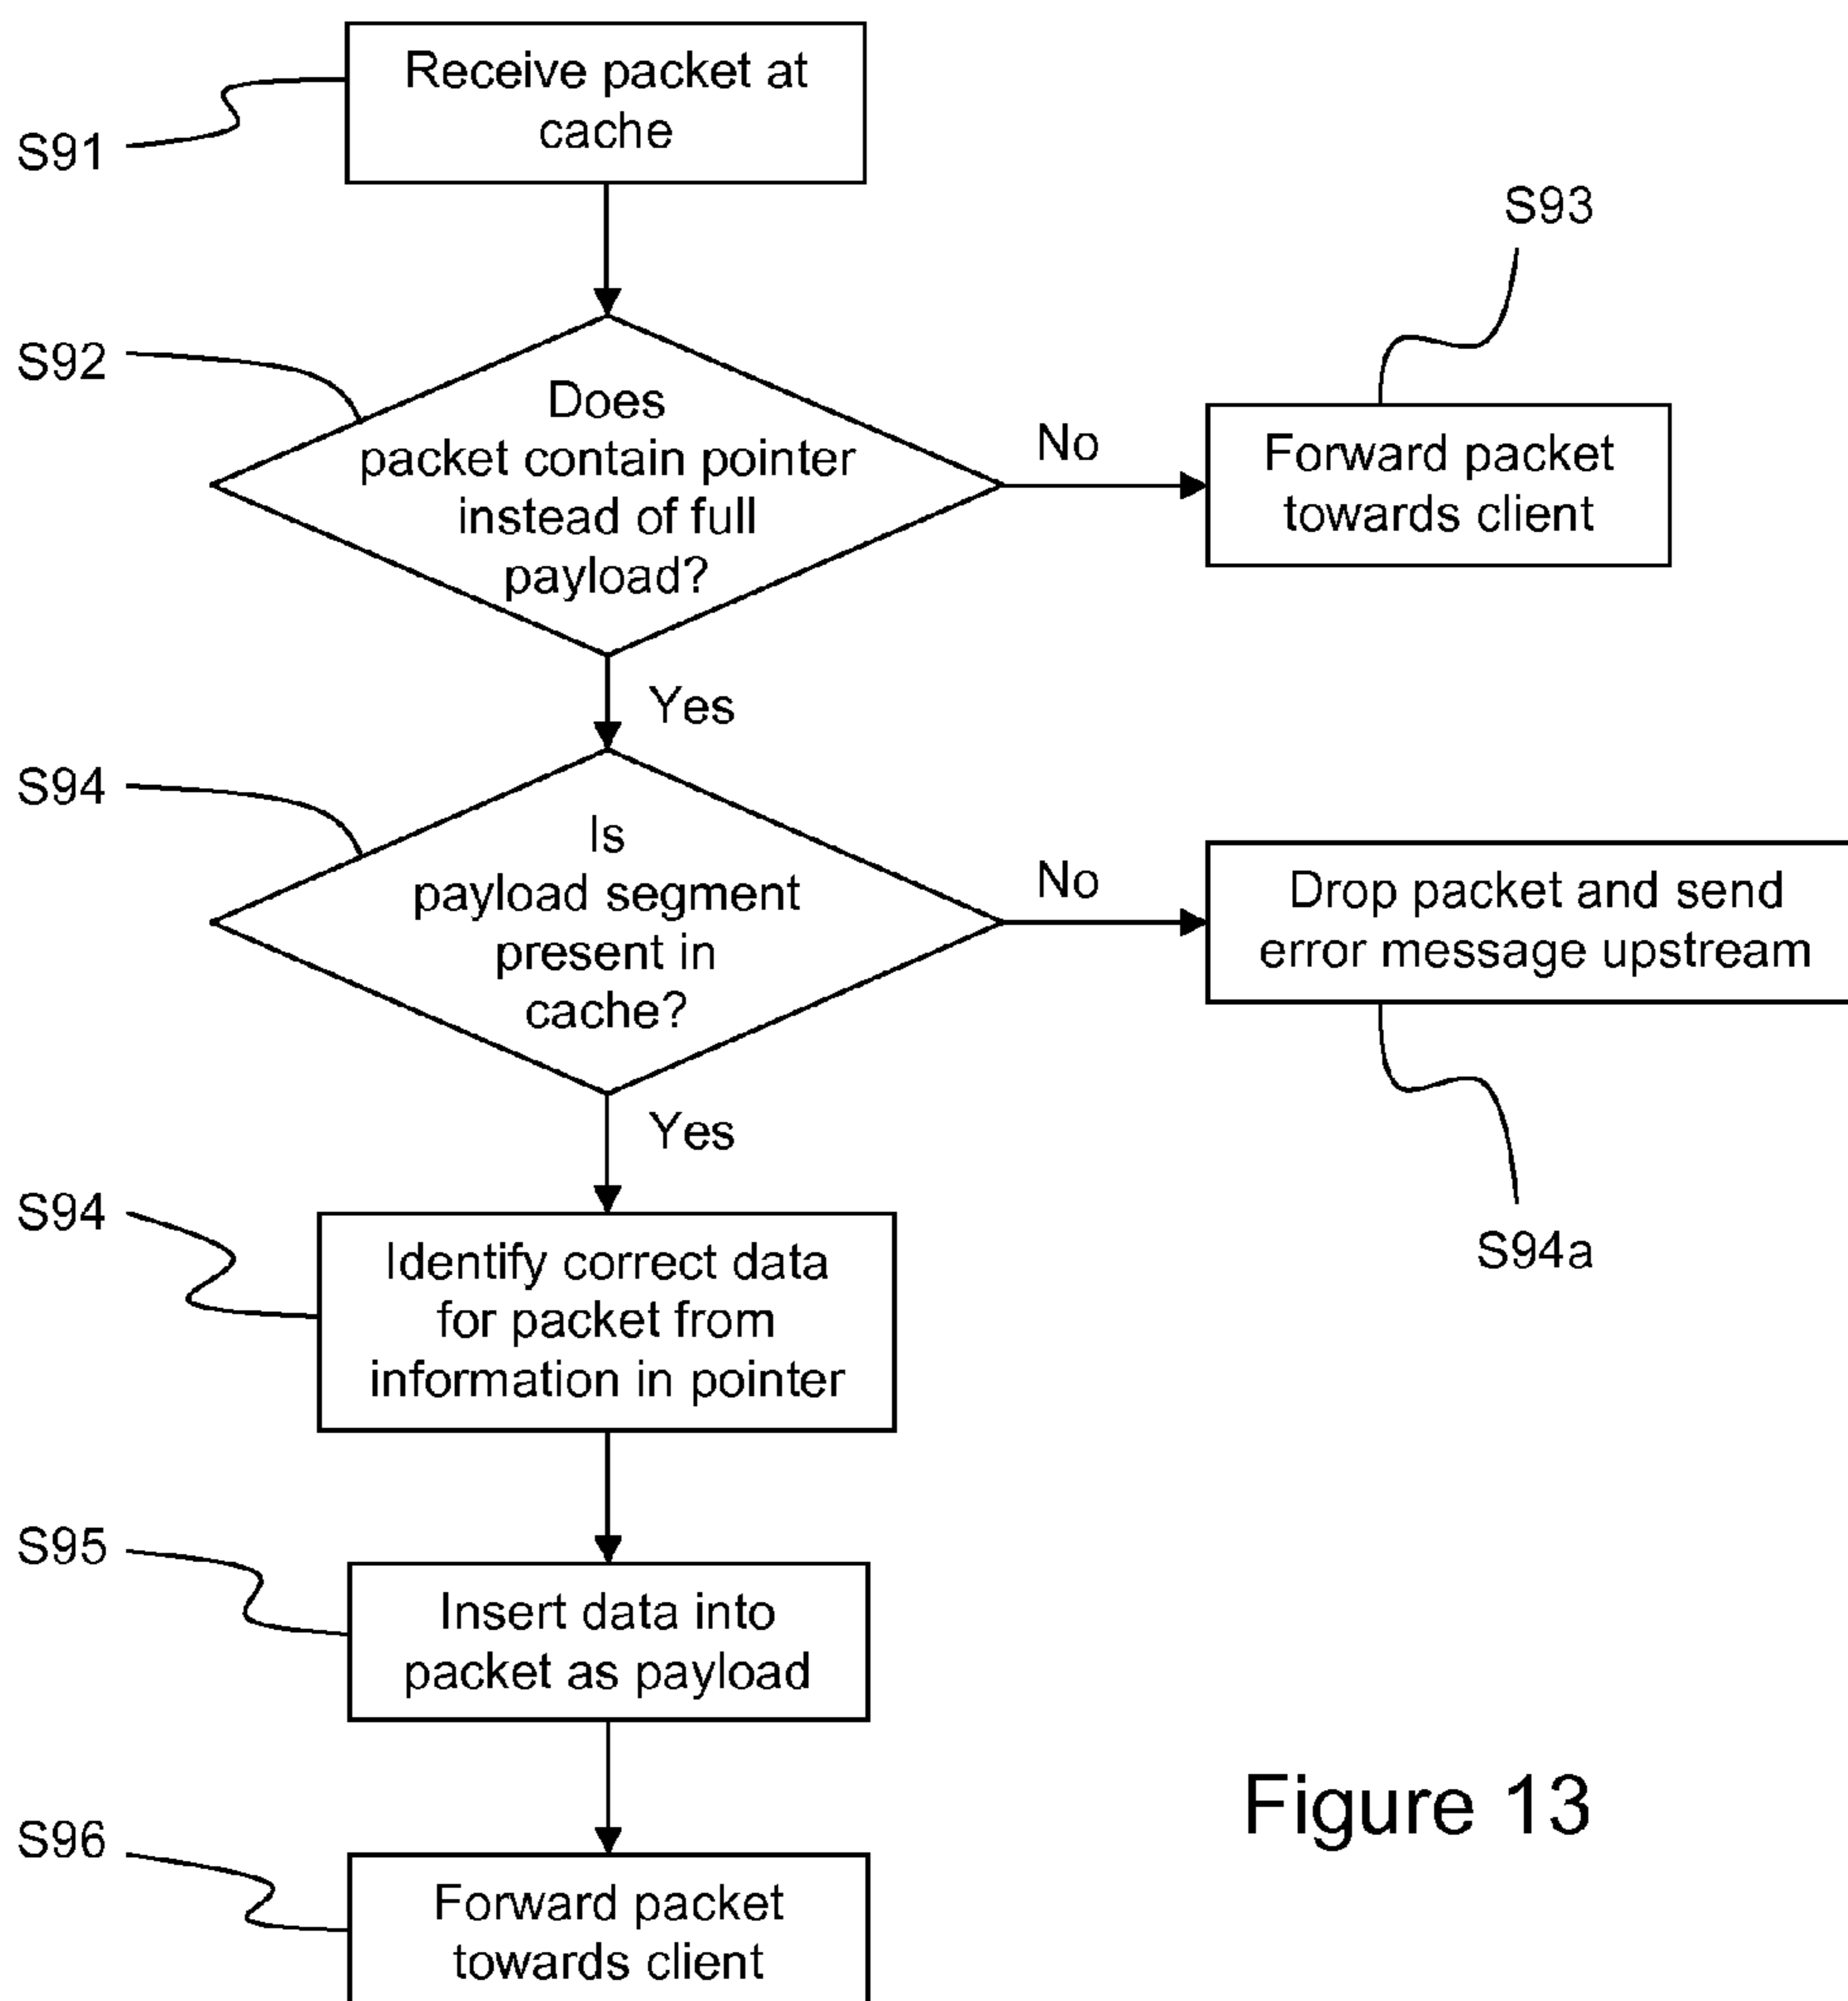 Receive packet at
cache
S91
S93
S92
Does
packet contain pointer
instead of full
payload?
No
Forward packet
towards client
Yes
S94
Is
payload segment
present in
cache?
No
Drop packet and send
error message upstream
Yes
S94
S94a
Identify correct data
for packet from
information in pointer
S95
Insert data into
packet as payload
Figure 13
S96
Forward packet
towards client